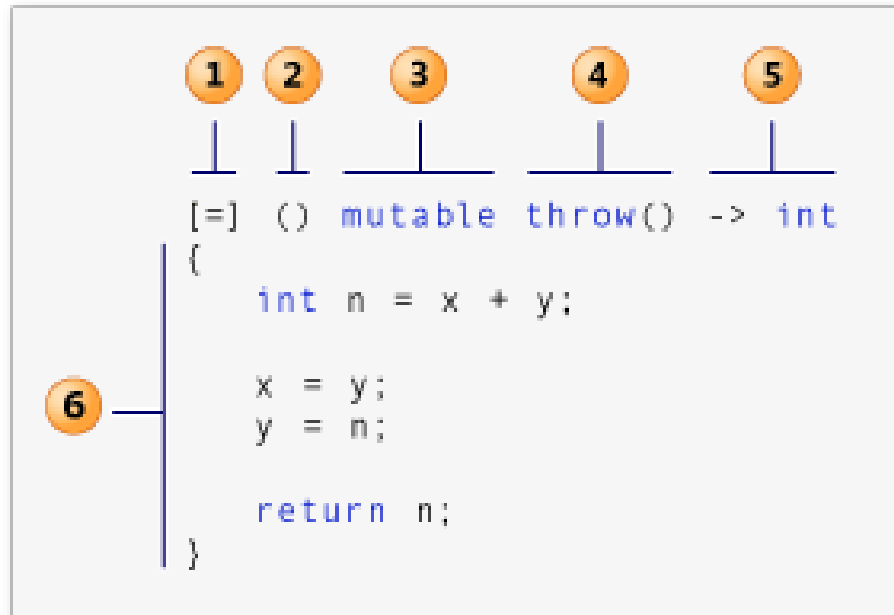 1 2 3 4 5
[=] () mutable throw() -> int
{
int n = x + y;
x = y;
6
y = n;
return n;
}